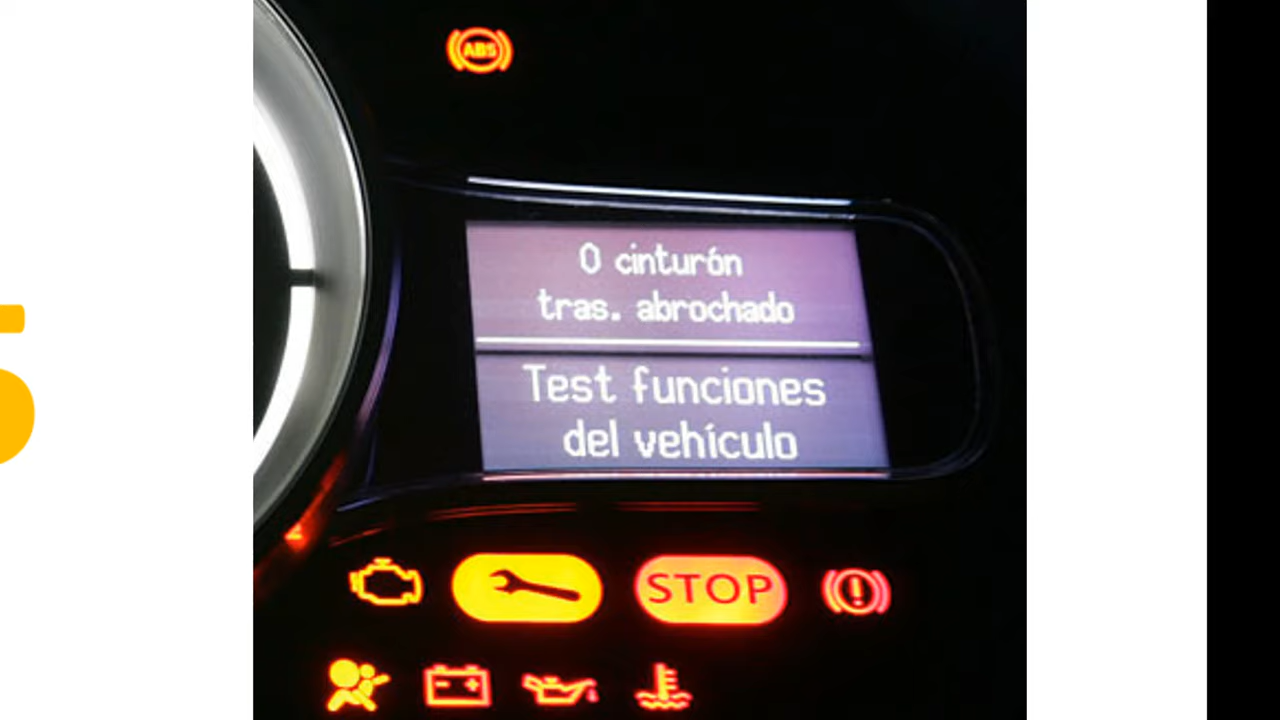 ABS
0 cinturón
tras. abrochado
Test funciones
del vehículo
STOP